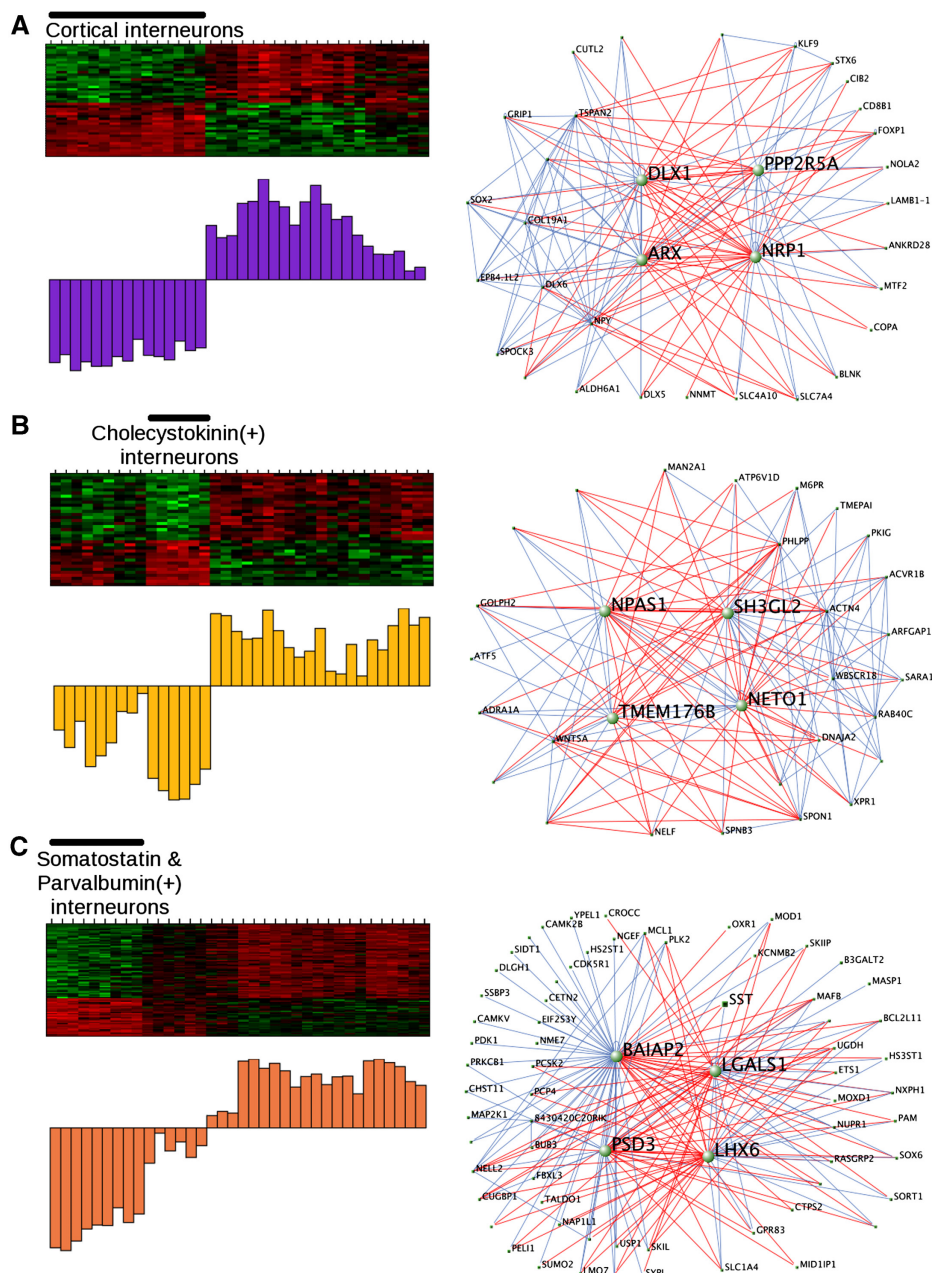 A
Cortical interneurons
CUTL2
KLF9
STX6
CIB2
CD8B1
GRIP1
TSPAN2
FOXP1
NOLA2
DLX1
PPP2R5A
SOX2
LAMB1-1
COL19A1
ANKRD28
ARX
NRP1
EPB4.1L2
DLX6
MTF2
NPY
COPA
SPOCK3
BLNK
ALDH6A1
DLX5
NNMT
SLC4A10
SLC7A4
B
Cholecystokinin(+)
interneurons
MAN2A1
ATP6V1D
M6PR
TMEPAI
PHLPP
PKIG
ACVR1B
GOLPH2
NPAS1
SH3GL2
ACTN4
ARFGAP1
ATF5
WBSCR18
SARA1
ADRA1A
TMEM176B
NETO1
RAB40C
WNT5A
DNAJA2
XPR1
SPON1
NELF
SPNB3
C
Somatostatin &
Parvalbumin(+)
interneurons
YPEL1
CROCC
CAMK2B
NGEF
MCL1
PLK2
OXR1
MOD1
SIDT1
HS2ST1
KCNMB2
SKIIP
DLGH1
CDK5R1
B3GALT2
MASP1
SSBP3
CETN2
SST
MAFB
CAMKV
EIF2S3Y
BCL2L11
PDK1
NME7
BAIAP2
UGDH
HS3ST1
PRKCB1
PCSK2
LGALS1
ETS1
CHST11
PCP4
MOXD1
NXPH1
MAP2K1
8430420C20RIK
NUPR1
PAM
BUB3
PSD3
LHX6
RASGRP2
SOX6
NELL2
FBXL3
CUGBP1
TALDO1
CTPS2
SORT1
NAP1L1
GPR83
PELI1
USP1
SKIL
SUMO2
LMO7
SYPL
SLC1A4
MID1IP1